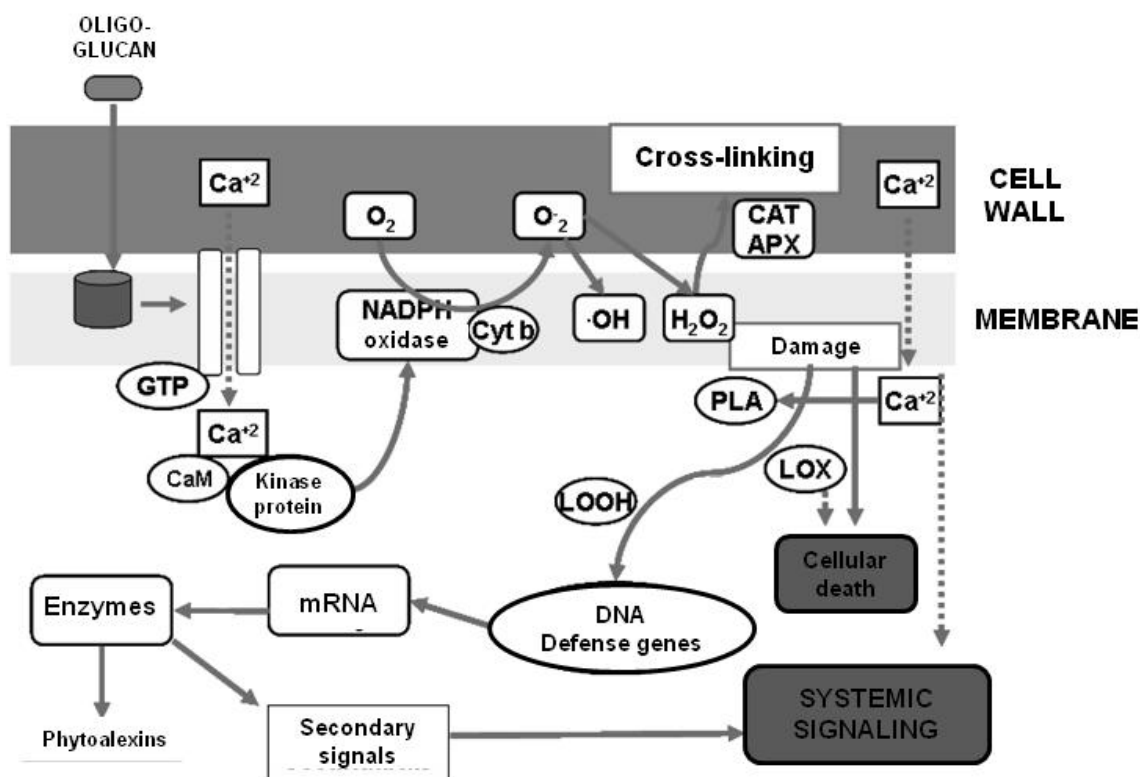 OLIGO-
GLUCAN
Cross-linking
Ca+2
Ca+2
CELL
WALL
O2
O-2
CAT
APX
NADPH
oxidase
Cyt b
·OH
H2O2
MEMBRANE
Damage
GTP
PLA
Ca+2
Ca+2
CaM
Kinase
protein
LOX
LOOH
Cellular
death
Enzymes
mRNA
DNA
Defense genes
SYSTEMIC
SIGNALING
Phytoalexins
Secondary
signals